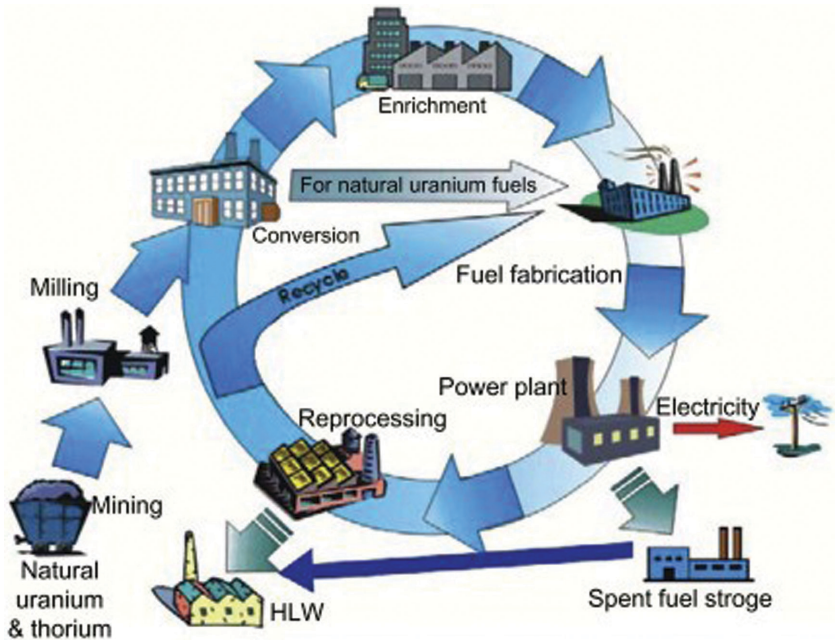 Enrichment
For natural uranium fuels
Conversion
Recycle
Fuel fabrication
Milling
Power plant
Electricity
Reprocessing
Mining
Natural
uranium
& thorium
HLW
Spent fuel stroge